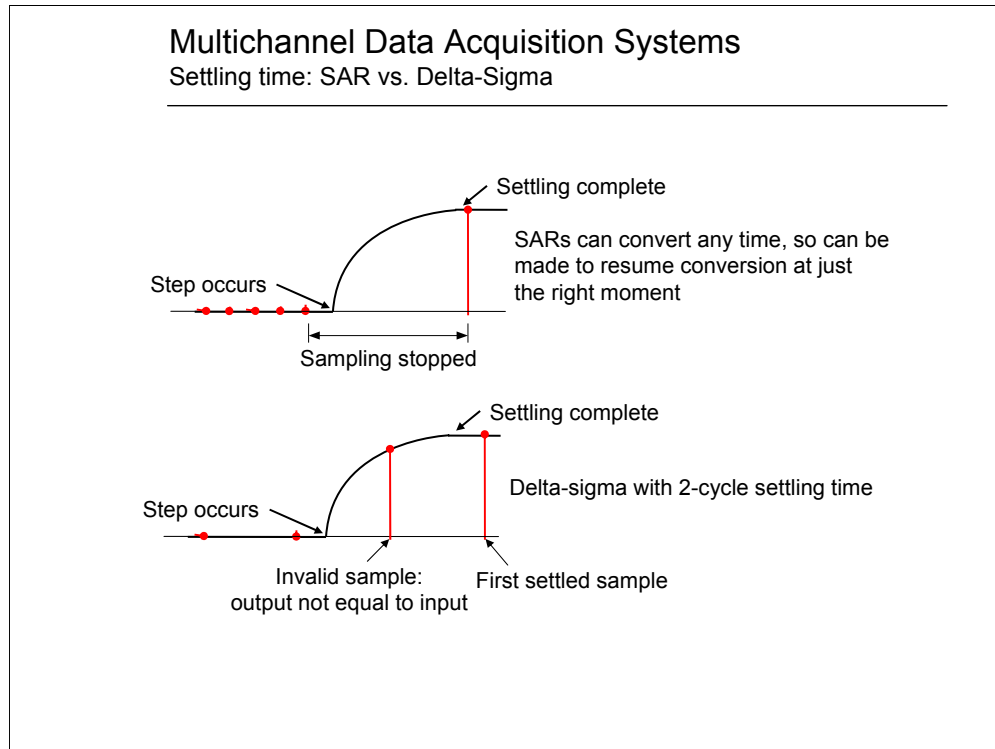 Multichannel Data Acquisition Systems
Settling time: SAR vs. Delta-Sigma
Settling complete
SARs can convert any time, so can be
made to resume conversion at just
the right moment
Step occurs
Sampling stopped
Settling complete
Delta-sigma with 2-cycle settling time
Step occurs
Invalid sample:
output not equal to input
First settled sample